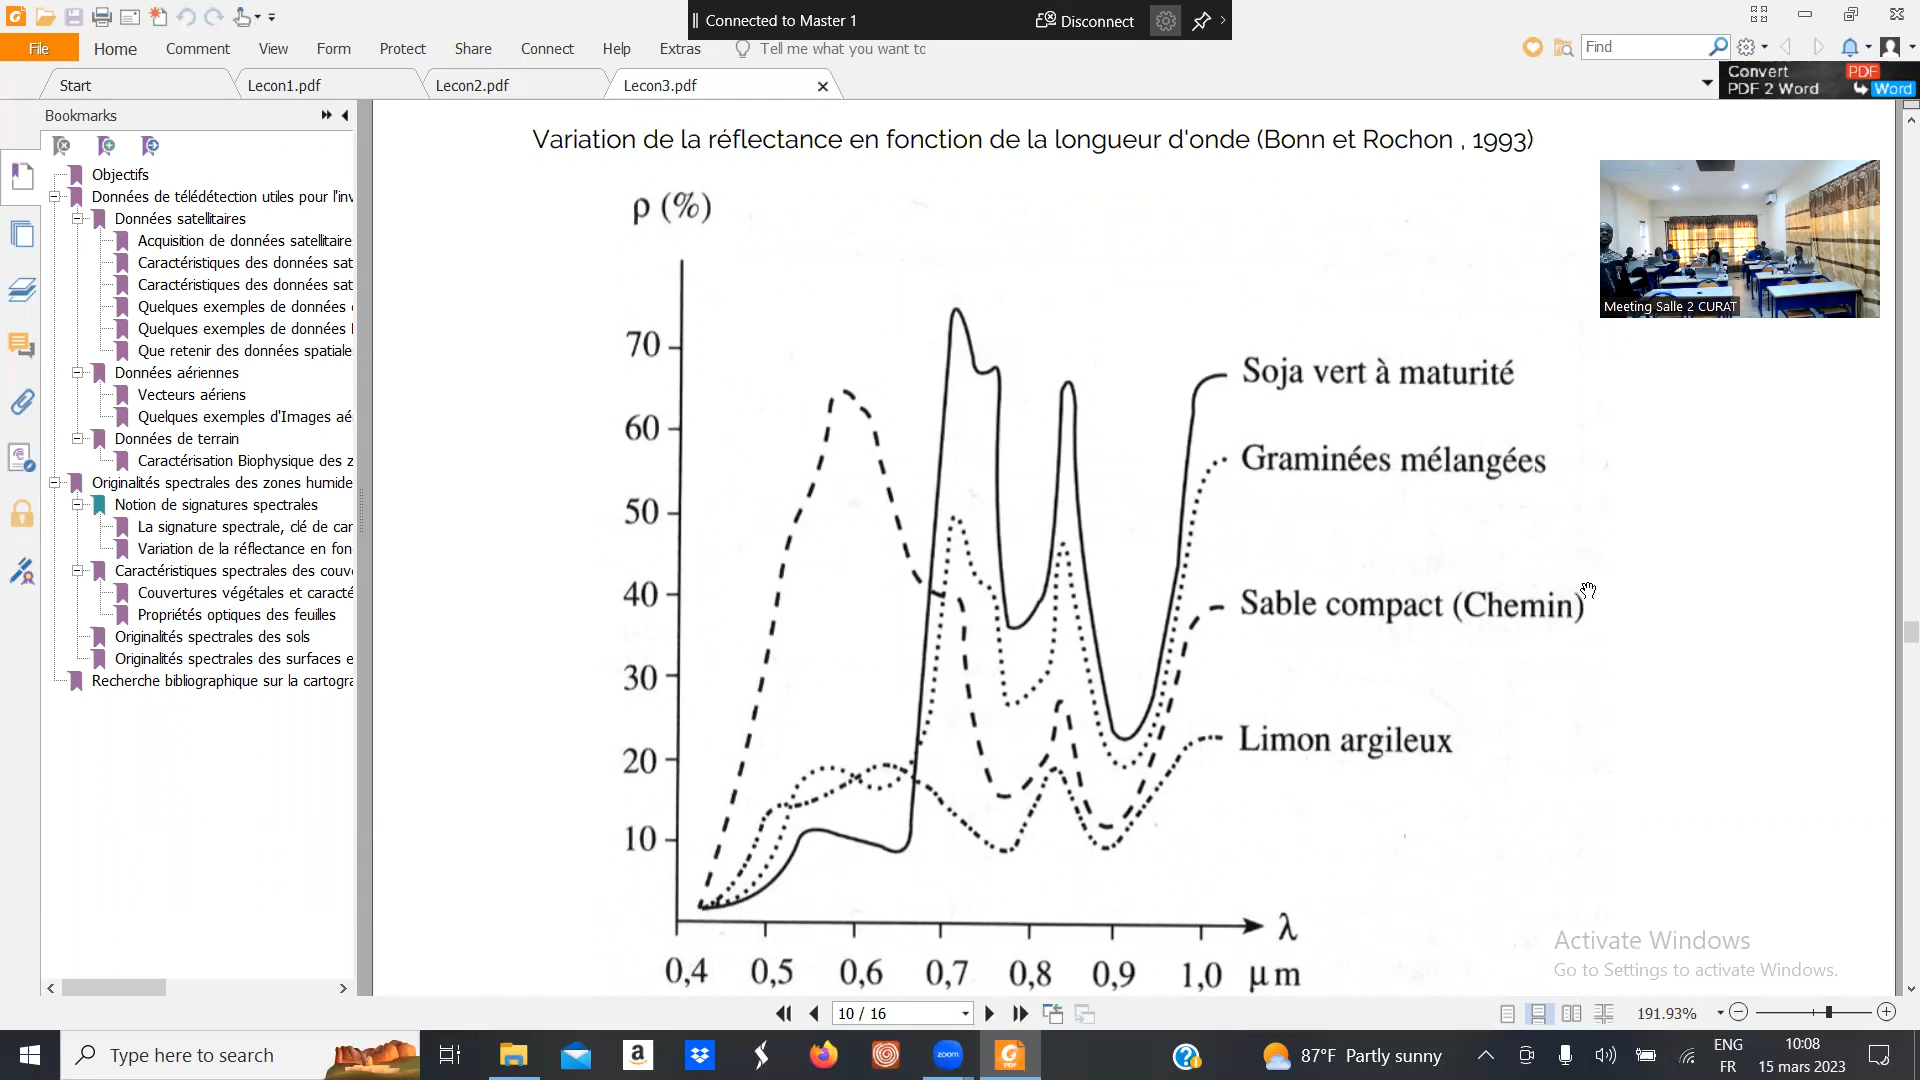 Connected to Master 1
Disconnect
File
Home
Comment
View
Form
Protect
Share
Connect
Help
Extras
Tell me what you want to
Find
Start
Lecon1.pdf
Lecon2.pdf
Lecon3.pdf
Convert PDF
PDF 2 Word Word
Bookmarks
Objectifs
Données de télédétection utiles pour l'inv
Données satellitaires
Acquisition de données satellitaire
Caractéristiques des données sat
Caractéristiques des données sat
Quelques exemples de données
Quelques exemples de données
Que retenir des données spatiale
Données aériennes
Vecteurs aériens
Quelques exemples d'Images aé
Données de terrain
Caractérisation Biophysique des z
Originalités spectrales des zones humide
Notion de signatures spectrales
La signature spectrale, clé de car
Variation de la réflectance en fon
Caractéristiques spectrales des couv
Couvertures végétales et caracté
Propriétés optiques des feuilles
Originalités spectrales des sols
Originalités spectrales des surfaces e
Recherche bibliographique sur la cartogra
Variation de la réflectance en fonction de la longueur d'onde (Bonn et Rochon , 1993)
ρ (%)
70
60
50
40
30
20
10
Soja vert à maturité
Graminées mélangées
Sable compact (Chemin)
Limon argileux
λ
0,4 0,5 0,6 0,7 0,8 0,9 1,0 μm
Meeting Salle 2 CURAT
Activate Windows
Go to Settings to activate Windows.
10 / 16
191.93%
Type here to search
zoom
PDF
87°F Partly sunny
ENG
FR
10:08
15 mars 2023